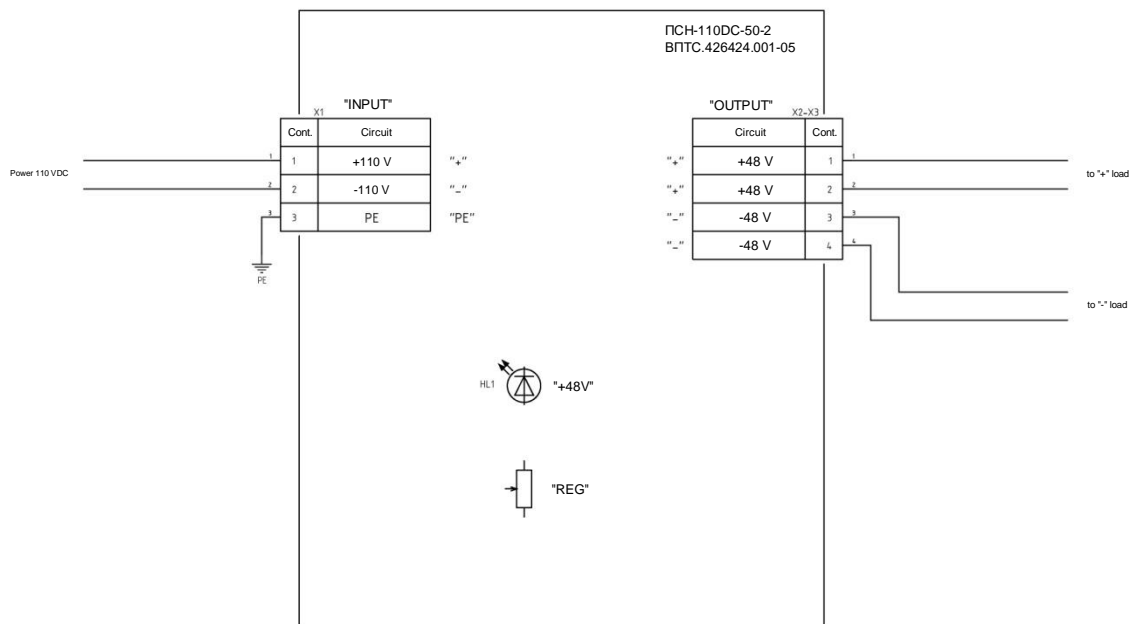 ПСН-110DC-50-2
ВПТС.426424.001-05
X1 "INPUT"
Cont. Circuit
1 1 +110 V "+"
2 2 -110 V "-"
3 3 PE "PE"
Power 110 VDC
PE
"OUTPUT" X2-X3
Circuit Cont.
"+" +48 V 1 1
"+" +48 V 2 2
"-" -48 V 3 3
"-" -48 V 4 4
to "+" load
to "-" load
HL1 "+48V"
"REG"